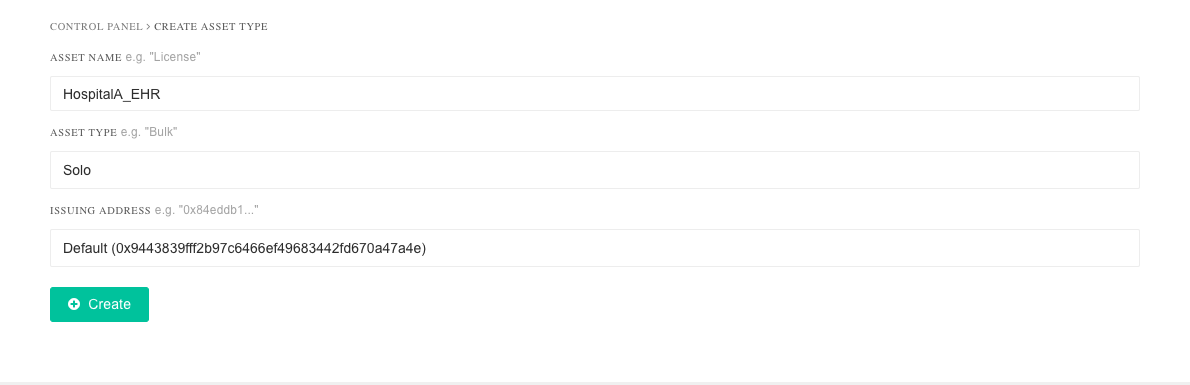 CONTROL PANEL > CREATE ASSET TYPE
ASSET NAME e.g. "License"
HospitalA_EHR
ASSET TYPE e.g. "Bulk"
Solo
ISSUING ADDRESS e.g. "0x84eddb1..."
Default (0x9443839fff2b97c6466ef49683442fd670a47a4e)
Create